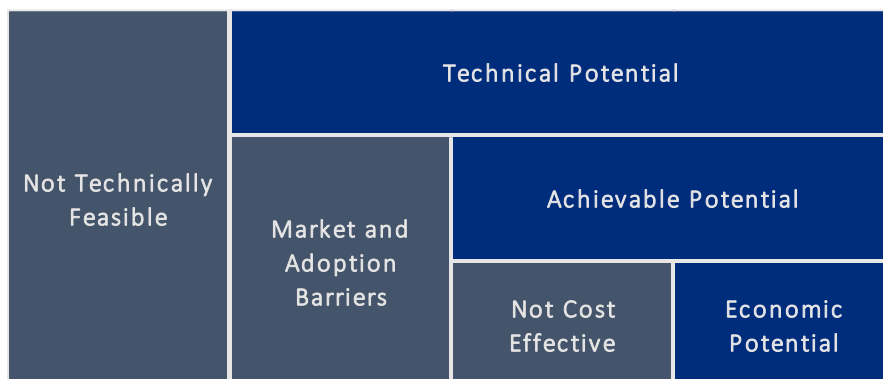 Technical Potential
Not Technically
Feasible
Achievable Potential
Market and
Adoption
Barriers
Not Cost
Effective
Economic
Potential